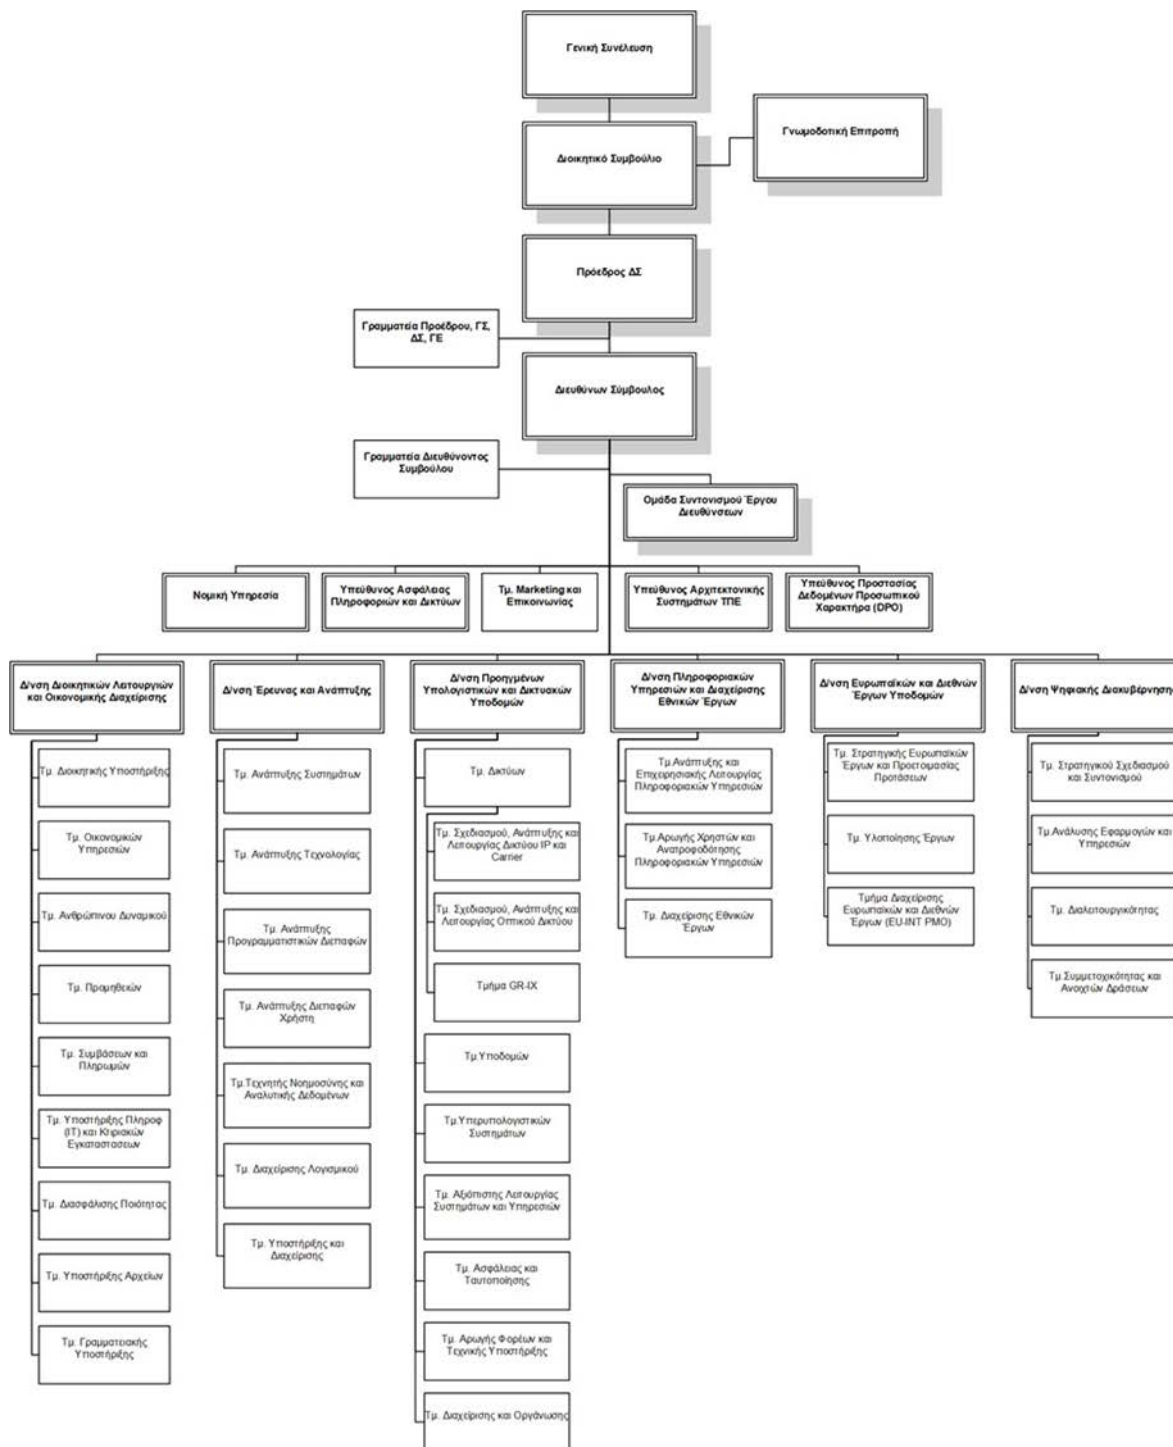 Γενική Συνέλευση
Γνωμοδοτική Επιτροπή
Διοικητικό Συμβούλιο
Πρόεδρος ΔΣ
Γραμματεία Προέδρου, ΓΣ,
ΔΣ, ΓΕ
Διευθύνων Σύμβουλος
Γραμματεία Διευθύνοντος
Συμβούλου
Ομάδα Συντονισμού Έργου
Διευθύνσεων
Νομική Υπηρεσία
Υπεύθυνος Ασφάλειας
Πληροφοριών και Δικτύων
Τμ. Marketing και
Επικοινωνίας
Υπεύθυνος Αρχιτεκτονικής
Συστημάτων ΤΠΕ
Υπεύθυνος Προστασίας
Δεδομένων Προσωπικού
Χαρακτήρα (DPO)
Δ/νση Διοικητικών Λειτουργιών
και Οικονομικής Διαχείρισης
Τμ. Διοικητικής Υποστήριξης
Τμ. Οικονομικών
Υπηρεσιών
Τμ. Ανθρώπινου Δυναμικού
Τμ. Προμηθειών
Τμ. Συμβάσεων και
Πληρωμών
Τμ. Υποστήριξης Πληροφ
(IT) και Κτιριακών
Εγκαταστασεων
Τμ. Διασφάλισης Ποιότητας
Τμ. Υποστήριξης Αρχείων
Τμ. Γραμματειακής
Υποστήριξης
Δ/νση Έρευνας και Ανάπτυξης
Τμ. Ανάπτυξης Συστημάτων
Τμ. Ανάπτυξης Τεχνολογίας
Τμ. Ανάπτυξης
Προγραμματιστικών Διεπαφών
Τμ. Ανάπτυξης Διεπαφών
Χρήστη
Τμ.Τεχνητής Νοημοσύνης και
Αναλυτικής Δεδομένων
Τμ. Διαχείρισης Λογισμικού
Τμ. Υποστήριξης και
Διαχείρισης
Δ/νση Προηγμένων
Υπολογιστικών και Δικτυακών
Υποδομών
Τμ. Δικτύων
Τμ. Σχεδιασμού, Ανάπτυξης και
Λειτουργίας Δικτύου IP και
Carrier
Τμ. Σχεδιασμού, Ανάπτυξης και
Λειτουργίας Οπτικού Δικτύου
Τμήμα GR-IX
Τμ.Υποδομών
Τμ.Υπερυπολογιστικών
Συστημάτων
Τμ. Αξιόπιστης Λειτουργίας
Συστημάτων και Υπηρεσιών
Τμ. Ασφάλειας και
Ταυτοποίησης
Τμ. Αρωγής Φορέων και
Τεχνικής Υποστήριξης
Τμ. Διαχείρισης και Οργάνωσης
Δ/νση Πληροφοριακών
Υπηρεσιών και Διαχείρισης
Εθνικών Έργων
Τμ.Ανάπτυξης και
Επιχειρησιακής Λειτουργίας
Πληροφοριακών Υπηρεσιών
Τμ.Αρωγής Χρηστών και
Ανατροφοδότησης
Πληροφοριακών Υπηρεσιών
Τμ. Διαχείρισης Εθνικών
Έργων
Δ/νση Ευρωπαϊκών και Διεθνών
Έργων Υποδομών
Τμ. Στρατηγικής Ευρωπαϊκών
Έργων και Προετοιμασίας
Προτάσεων
Τμ. Υλοποίησης Έργων
Τμήμα Διαχείρισης
Ευρωπαϊκών και Διεθνών
Έργων (EU-INT PMO)
Δ/νση Ψηφιακής Διακυβέρνησης
Τμ. Στρατηγικού Σχεδιασμού
και Συντονισμού
Τμ.Ανάλυσης Εφαρμογών και
Υπηρεσιών
Τμ. Διαλειτουργικότητας
Τμ.Συμμετοχικότητας και
Ανοιχτών Δράσεων